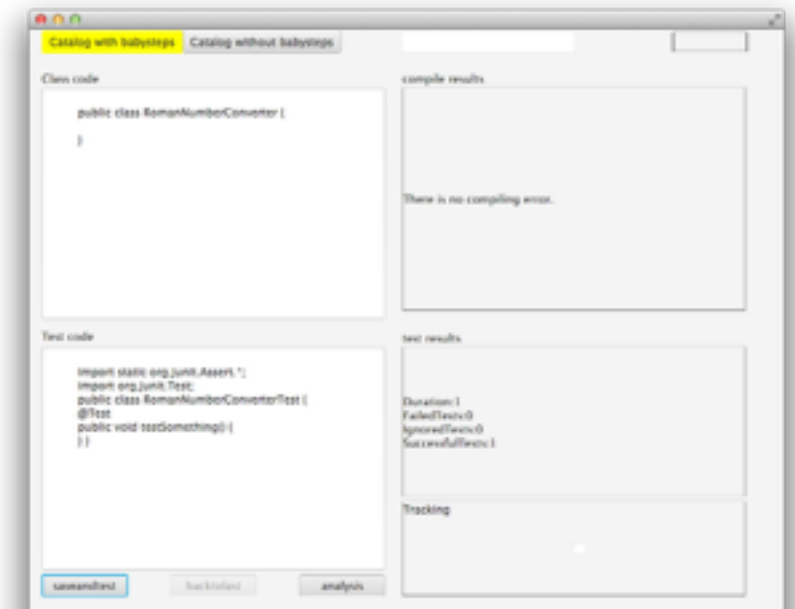 Catalog with babysteps Catalog without babysteps
Class code
compile results
public class RomanNumberConverter {
}
There is no compiling error.
Test code
test results
import static org.junit.Assert.*;
import org.junit.Test;
public class RomanNumberConverterTest {
@Test
public void testSomething() {
} }
Duration:1
FailedTests:0
IgnoredTests:0
SuccessfulTests:1
Tracking
saveandtest
analysis